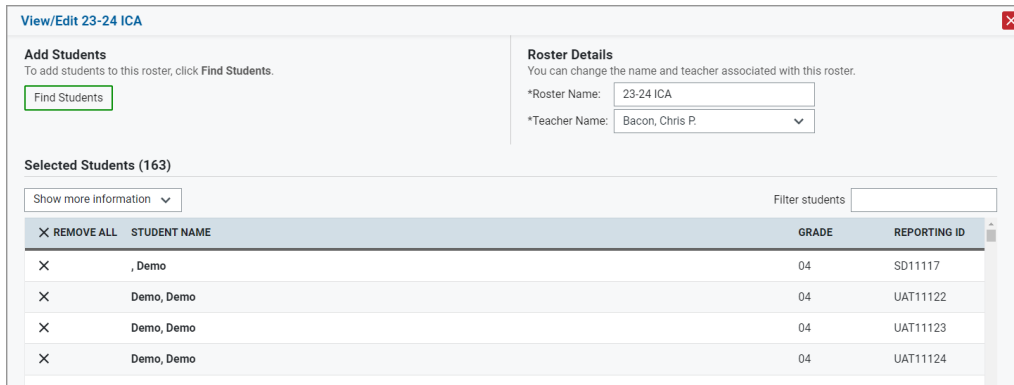 View/Edit 23-24 ICA
Add Students
To add students to this roster, click Find Students.
Find Students
Roster Details
You can change the name and teacher associated with this roster.
*Roster Name: 23-24 ICA
*Teacher Name: Bacon, Chris P.
Selected Students (163)
Show more information
Filter students
REMOVE ALL STUDENT NAME GRADE REPORTING ID
, Demo 04 SD11117
Demo, Demo 04 UAT11122
Demo, Demo 04 UAT11123
Demo, Demo 04 UAT11124